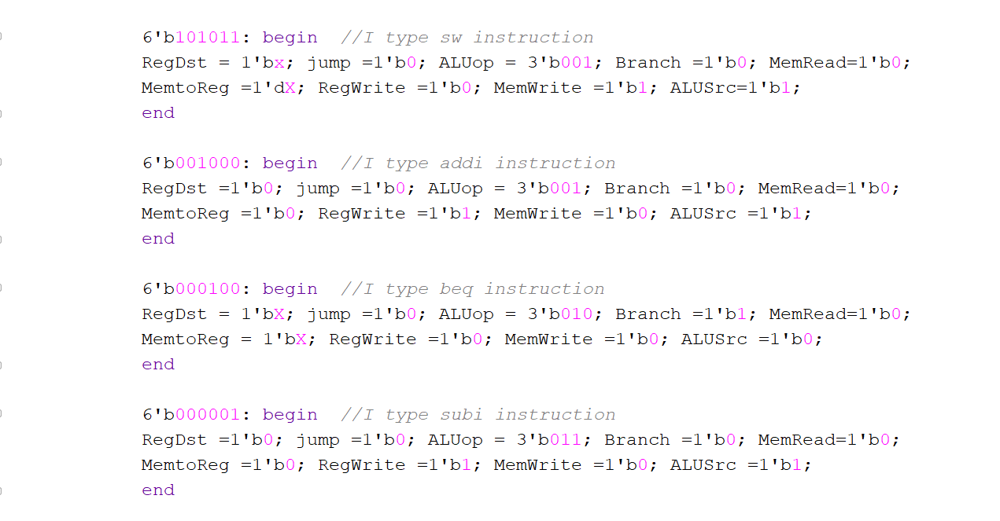 6'b101011: begin  //I type sw instruction
RegDst = 1'bx; jump =1'b0; ALUop = 3'b001; Branch =1'b0; MemRead=1'b0;
MemtoReg =1'dX; RegWrite =1'b0; MemWrite =1'b1; ALUSrc=1'b1;
end
6'b001000: begin  //I type addi instruction
RegDst =1'b0; jump =1'b0; ALUop = 3'b001; Branch =1'b0; MemRead=1'b0;
MemtoReg =1'b0; RegWrite =1'b1; MemWrite =1'b0; ALUSrc =1'b1;
end
6'b000100: begin  //I type beq instruction
RegDst = 1'bX; jump =1'b0; ALUop = 3'b010; Branch =1'b1; MemRead=1'b0;
MemtoReg = 1'bX; RegWrite =1'b0; MemWrite =1'b0; ALUSrc =1'b0;
end
6'b000001: begin  //I type subi instruction
RegDst =1'b0; jump =1'b0; ALUop = 3'b011; Branch =1'b0; MemRead=1'b0;
MemtoReg =1'b0; RegWrite =1'b1; MemWrite =1'b0; ALUSrc =1'b1;
end